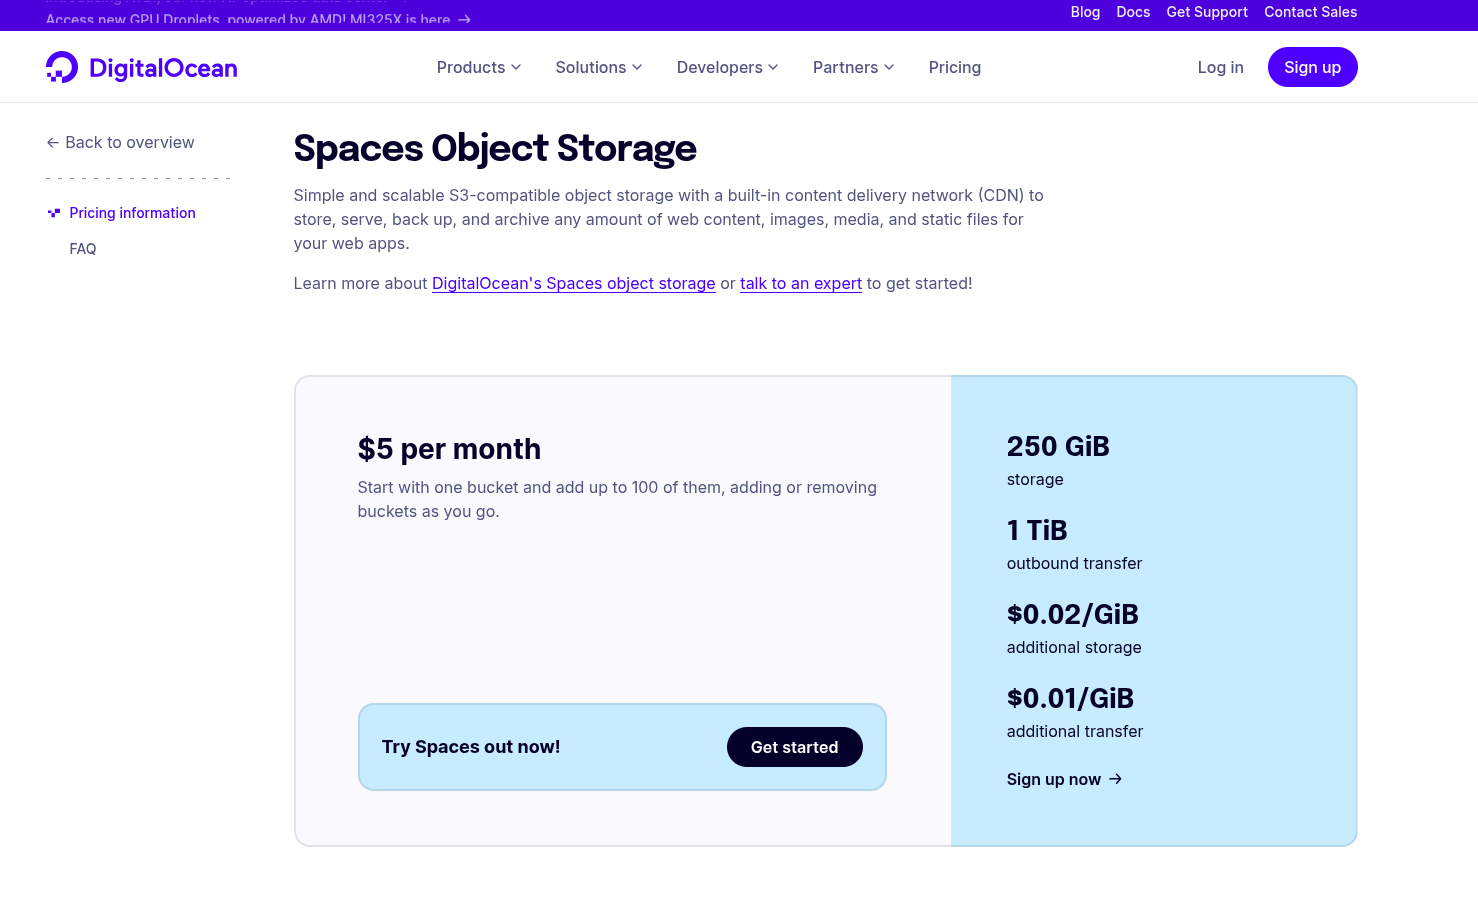 Access new GPU Droplets, powered by AMD! MI325X is here →
Blog Docs Get Support Contact Sales
DigitalOcean
Products Solutions Developers Partners Pricing
Log in Sign up
← Back to overview
Pricing information
FAQ
Spaces Object Storage
Simple and scalable S3-compatible object storage with a built-in content delivery network (CDN) to
store, serve, back up, and archive any amount of web content, images, media, and static files for
your web apps.
Learn more about DigitalOcean's Spaces object storage or talk to an expert to get started!
$5 per month
Start with one bucket and add up to 100 of them, adding or removing
buckets as you go.
Try Spaces out now!
Get started
250 GiB
storage
1 TiB
outbound transfer
$0.02/GiB
additional storage
$0.01/GiB
additional transfer
Sign up now →